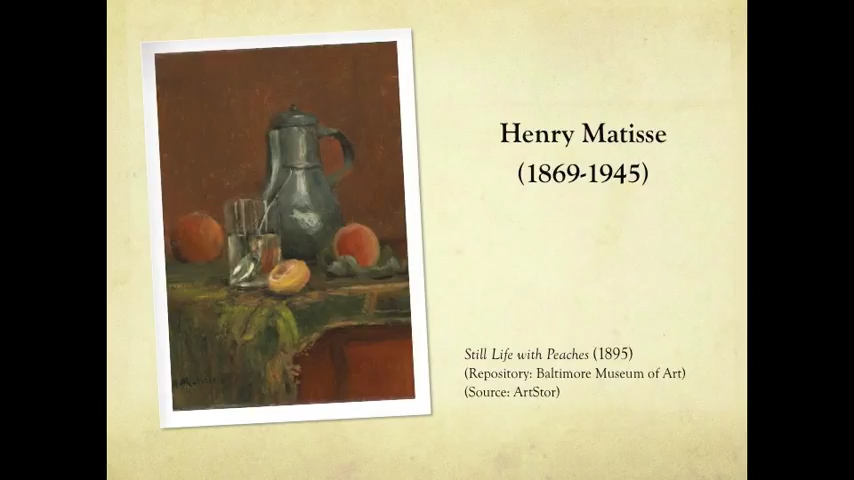 Henry Matisse
(1869-1945)
Still Life with Peaches (1895)
(Repository: Baltimore Museum of Art)
(Source: ArtStor)